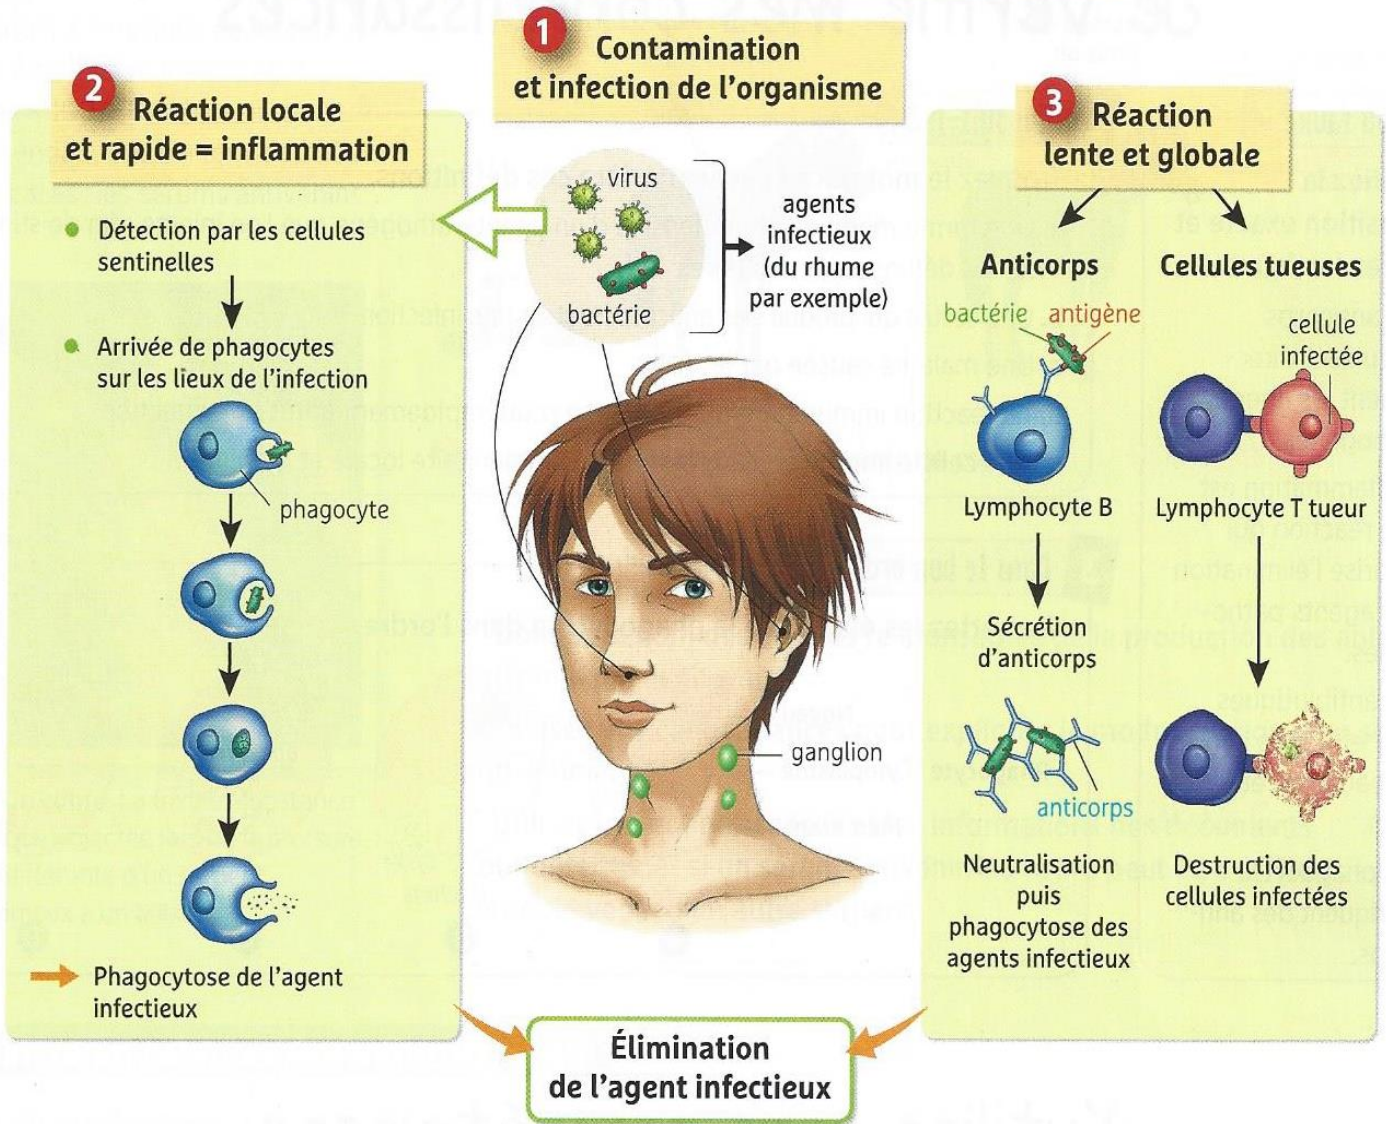 1
Contamination
et infection de l'organisme
virus
bactérie
agents
infectieux
(du rhume
par exemple)
ganglion
2
Réaction locale
et rapide = inflammation
Détection par les cellules
sentinelles
Arrivée de phagocytes
sur les lieux de l'infection
phagocyte
Phagocytose de l'agent
infectieux
3
Réaction
lente et globale
Anticorps
bactérie antigène
Lymphocyte B
Sécrétion
d'anticorps
anticorps
Neutralisation
puis
phagocytose des
agents infectieux
Cellules tueuses
cellule
infectée
Lymphocyte T tueur
Destruction des
cellules infectées
Élimination
de l'agent infectieux